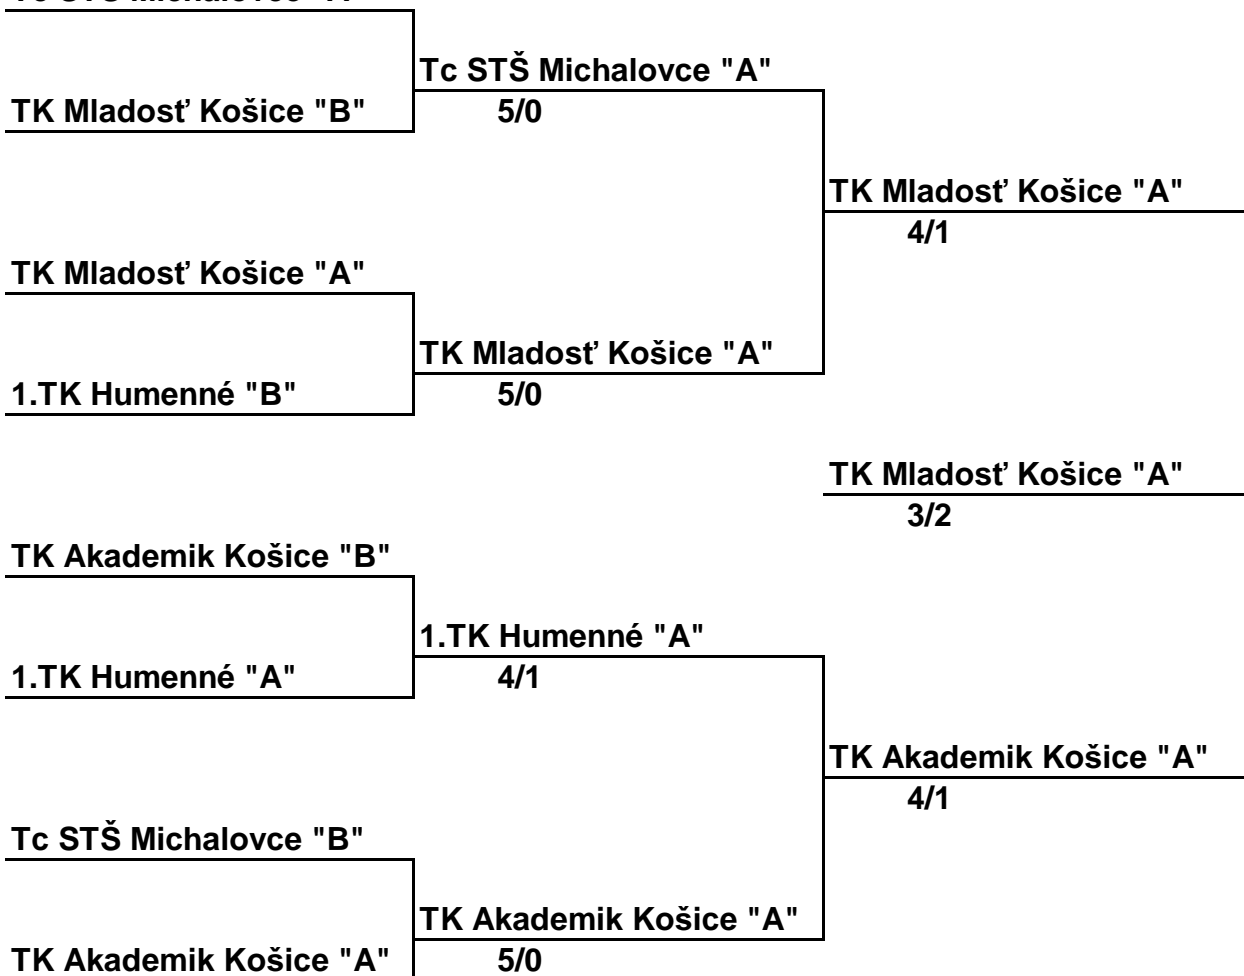 Tc STŠ Michalovce "A"
TK Mladosť Košice "B"
5/0
TK Mladosť Košice "A"
4/1
TK Mladosť Košice "A"
TK Mladosť Košice "A"
1.TK Humenné "B"
5/0
TK Mladosť Košice "A"
3/2
TK Akademik Košice "B"
1.TK Humenné "A"
1.TK Humenné "A"
4/1
TK Akademik Košice "A"
4/1
Tc STŠ Michalovce "B"
TK Akademik Košice "A"
TK Akademik Košice "A"
5/0